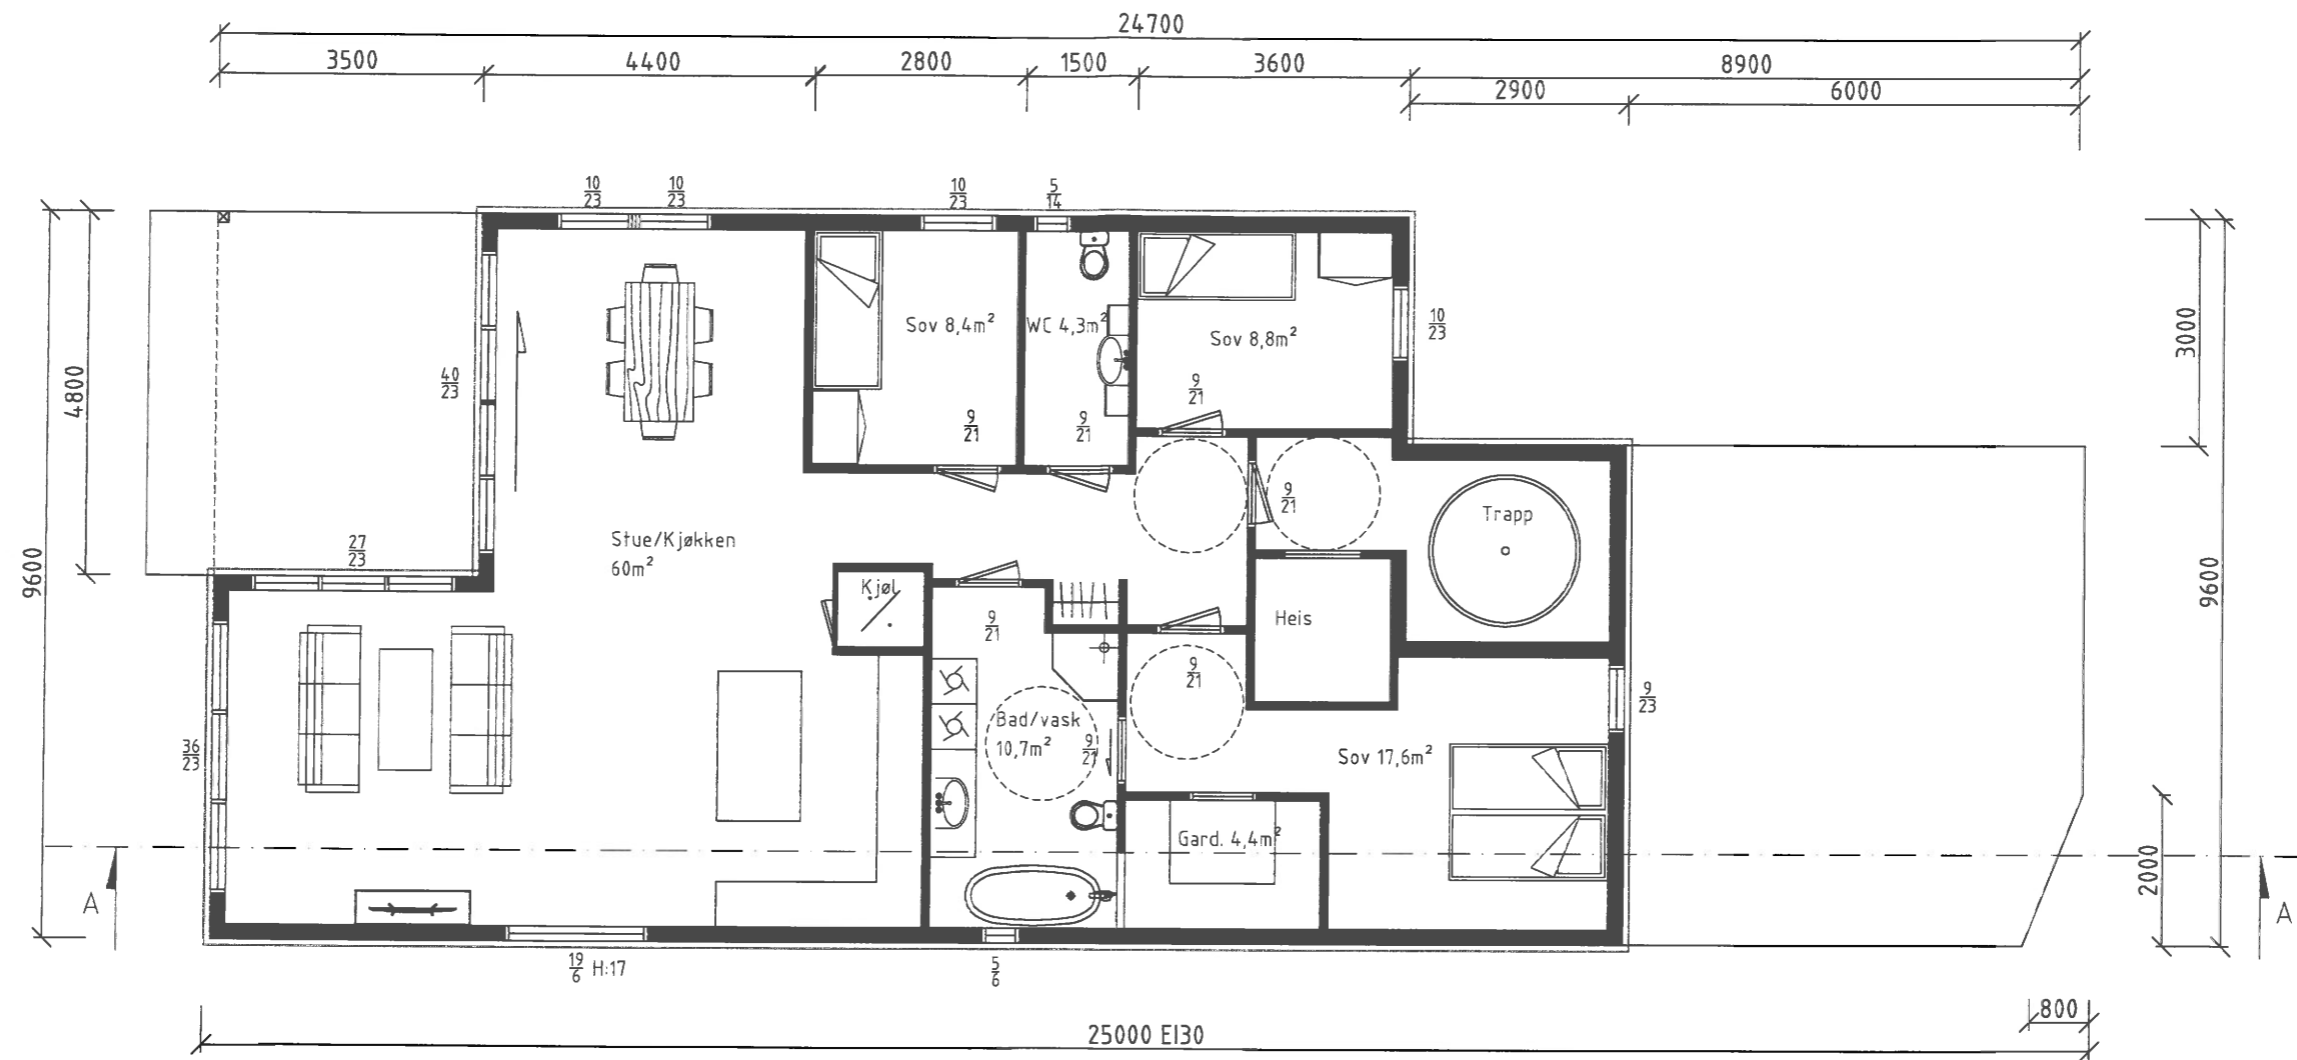 24700
3500 4400 2800 1500 3600 8900
2900 6000
10/23 10/23 10/23 5/14
4800
9600
40/23
27/23
36/23
Sov 8,4m²
WC 4,3m²
Sov 8,8m²
10/23
3000
9600
9/21
9/21
9/21
9/21
Trapp
Stue/Kjøkken
60m²
Kjøl
9/21
Heis
9/21
9/23
Bad/vask
10,7m²
9/21
Sov 17,6m²
Gard. 4,4m²
2000
A
A
19/6 H:17
5/6
800
25000 EI30